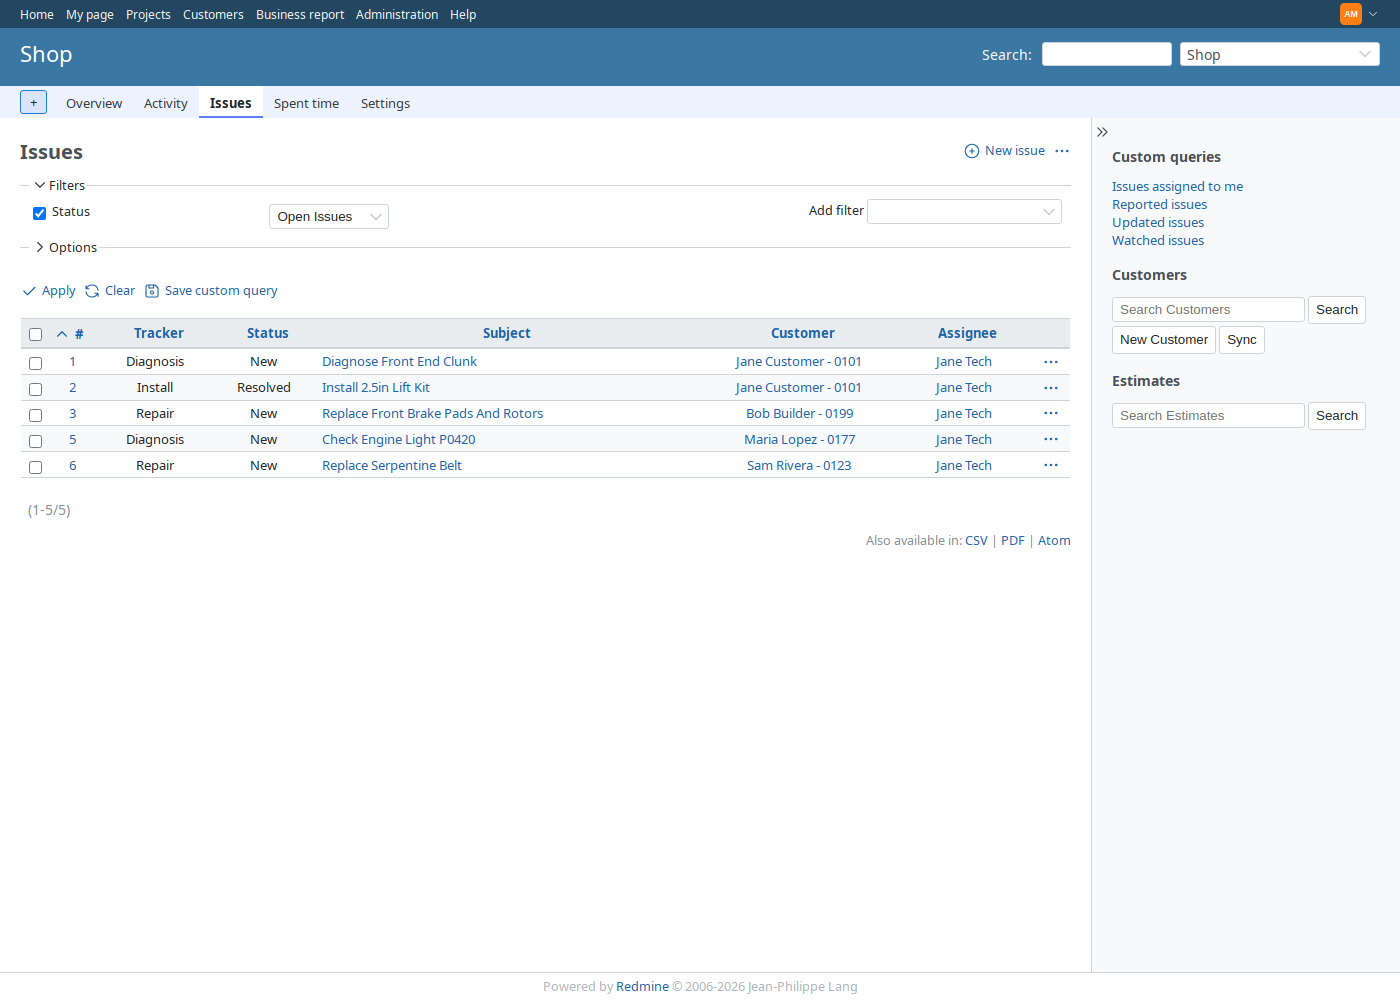 Home My page Projects Customers Business report Administration Help AM
Shop Search: Shop
+ Overview Activity Issues Spent time Settings
Issues New issue
Filters
Status Open Issues Add filter
Options
Apply Clear Save custom query
# Tracker Status Subject Customer Assignee
1 Diagnosis New Diagnose Front End Clunk Jane Customer - 0101 Jane Tech
2 Install Resolved Install 2.5in Lift Kit Jane Customer - 0101 Jane Tech
3 Repair New Replace Front Brake Pads And Rotors Bob Builder - 0199 Jane Tech
5 Diagnosis New Check Engine Light P0420 Maria Lopez - 0177 Jane Tech
6 Repair New Replace Serpentine Belt Sam Rivera - 0123 Jane Tech
(1-5/5)
Also available in: CSV | PDF | Atom
Custom queries
Issues assigned to me
Reported issues
Updated issues
Watched issues
Customers
Search Customers Search
New Customer Sync
Estimates
Search Estimates Search
Powered by Redmine © 2006-2026 Jean-Philippe Lang